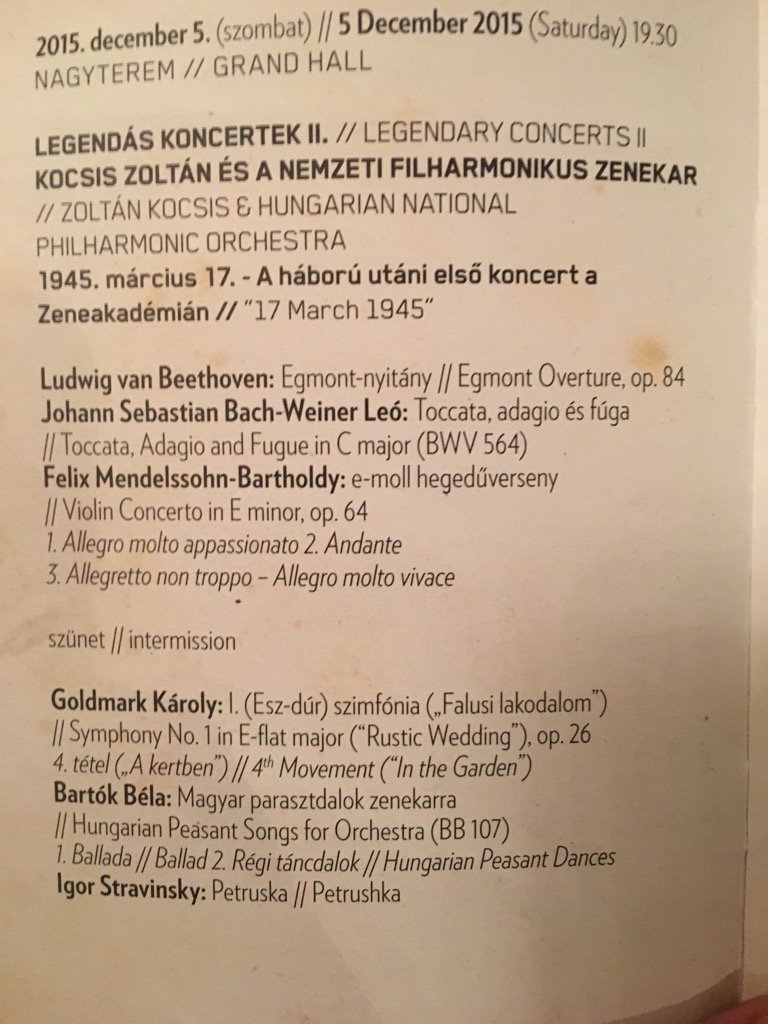 2015. december 5. (szombat) // 5 December 2015 (Saturday) 19.30
NAGYTEREM // GRAND HALL
LEGENDÁS KONCERTEK II. // LEGENDARY CONCERTS II
KOCSIS ZOLTÁN ÉS A NEMZETI FILHARMONIKUS ZENEKAR
// ZOLTÁN KOCSIS & HUNGARIAN NATIONAL
PHILHARMONIC ORCHESTRA
1945. március 17. - A háború utáni első koncert a
Zeneakadémián // "17 March 1945"
Ludwig van Beethoven: Egmont-nyitány // Egmont Overture, op. 84
Johann Sebastian Bach-Weiner Leó: Toccata, adagio és fúga
// Toccata, Adagio and Fugue in C major (BWV 564)
Felix Mendelssohn-Bartholdy: e-moll hegedűverseny
// Violin Concerto in E minor, op. 64
1. Allegro molto appassionato 2. Andante
3. Allegretto non troppo – Allegro molto vivace
szünet // intermission
Goldmark Károly: I. (Esz-dúr) szimfónia („Falusi lakodalom”)
// Symphony No. 1 in E-flat major (“Rustic Wedding”), op. 26
4. tétel („A kertben”) // 4th Movement (“In the Garden”)
Bartók Béla: Magyar parasztdalok zenekarra
// Hungarian Peasant Songs for Orchestra (BB 107)
1. Ballada // Ballad 2. Régi táncdalok // Hungarian Peasant Dances
Igor Stravinsky: Petruska // Petrushka